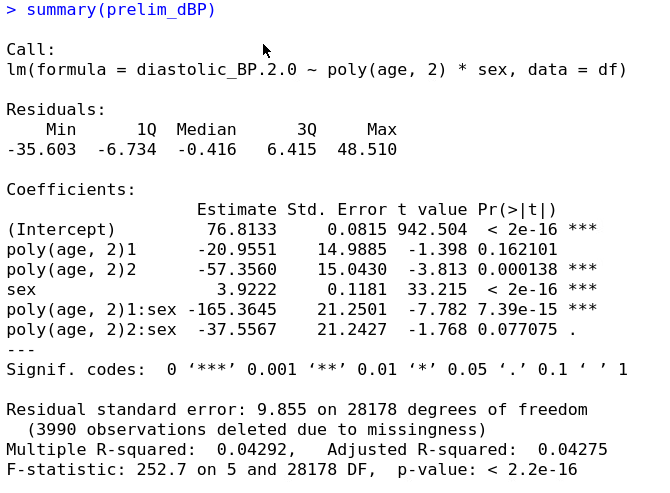 > summary(prelim_dBP)

Call:
lm(formula = diastolic_BP.2.0 ~ poly(age, 2) * sex, data = df)

Residuals:
    Min      1Q  Median      3Q     Max
-35.603  -6.734  -0.416   6.415  48.510

Coefficients:
                   Estimate Std. Error t value Pr(>|t|)
(Intercept)         76.8133     0.0815 942.504  < 2e-16 ***
poly(age, 2)1      -20.9551    14.9885  -1.398 0.162101
poly(age, 2)2      -57.3560    15.0430  -3.813 0.000138 ***
sex                  3.9222     0.1181  33.215  < 2e-16 ***
poly(age, 2)1:sex -165.3645    21.2501  -7.782 7.39e-15 ***
poly(age, 2)2:sex  -37.5567    21.2427  -1.768 0.077075 .
---
Signif. codes:  0 ‘***’ 0.001 ‘**’ 0.01 ‘*’ 0.05 ‘.’ 0.1 ‘ ’ 1

Residual standard error: 9.855 on 28178 degrees of freedom
  (3990 observations deleted due to missingness)
Multiple R-squared:  0.04292,	Adjusted R-squared:  0.04275
F-statistic: 252.7 on 5 and 28178 DF,  p-value: < 2.2e-16